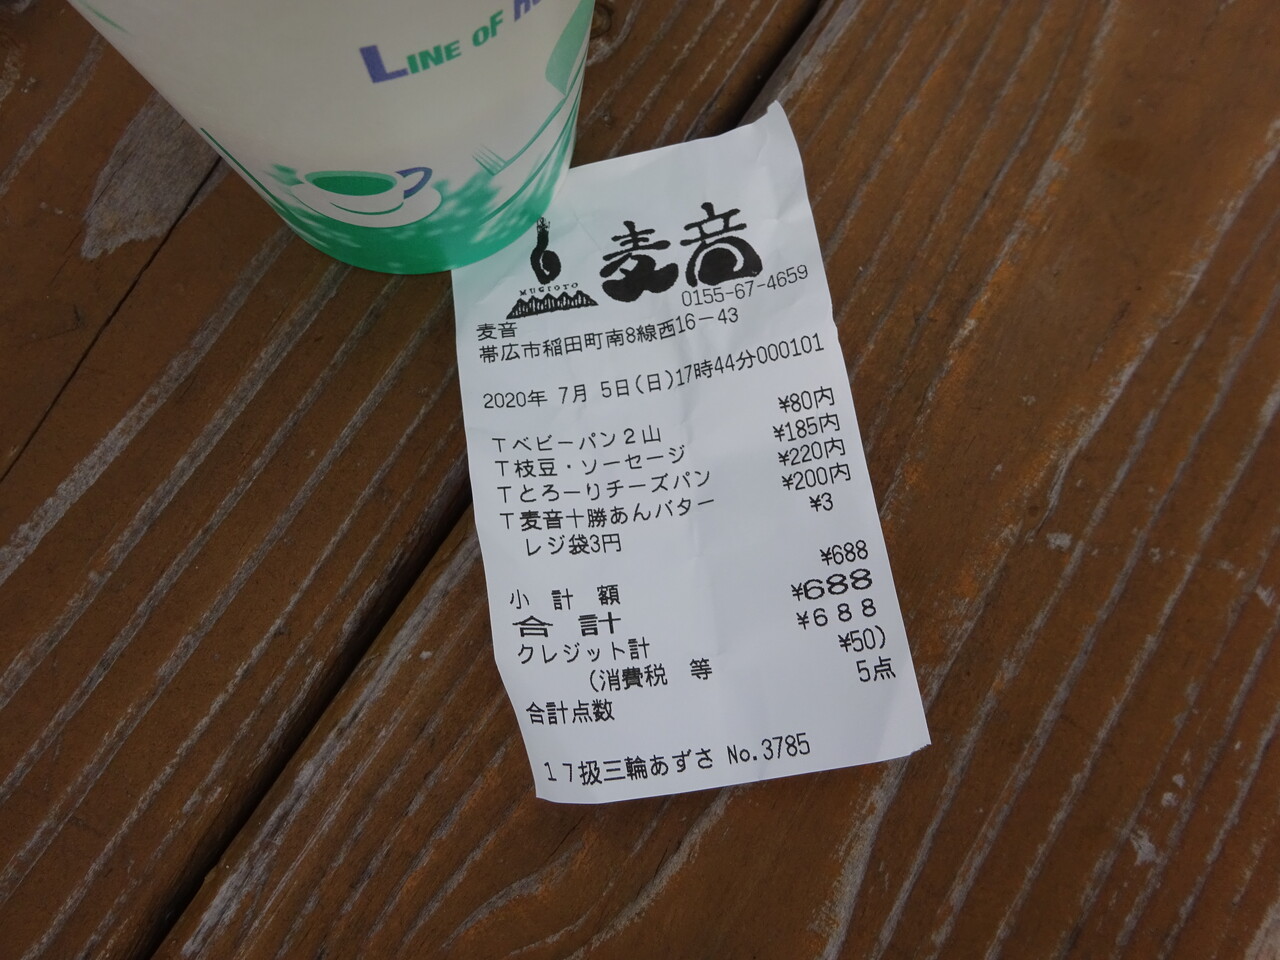 LINE OF
MUGIOTO
麦音
0155-67-4659
麦音
帯広市稲田町南8線西16－43
2020年 7月 5日(日)17時44分000101
Tベビーパン２山 ¥80内
T枝豆・ソーセージ ¥185内
Tとろーりチーズパン ¥220内
T麦音十勝あんバター ¥200内
レジ袋3円 ¥3
小 計 額 ¥688
合 計 ¥688
クレジット計 ¥688
(消費税 等 ¥50)
合計点数 5点
17扱三輪あずさ No.3785